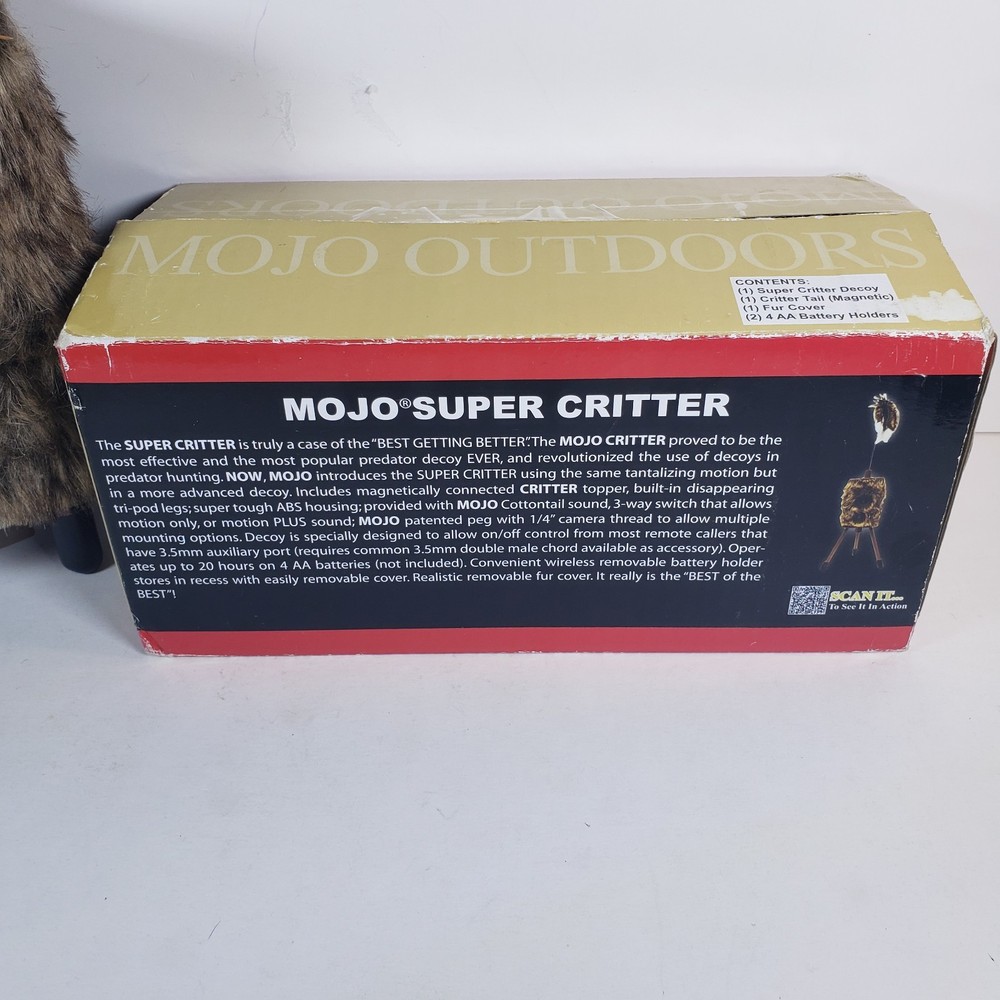 MOJO OUTDOORS
MOJO OUTDOORS
CONTENTS:
(1) Super Critter Decoy
(1) Critter Tail (Magnetic)
(1) Fur Cover
(2) 4 AA Battery Holders
MOJO®SUPER CRITTER
The SUPER CRITTER is truly a case of the “BEST GETTING BETTER”. The MOJO CRITTER proved to be the
most effective and the most popular predator decoy EVER, and revolutionized the use of decoys in
predator hunting. NOW, MOJO introduces the SUPER CRITTER using the same tantalizing motion but
in a more advanced decoy. Includes magnetically connected CRITTER topper, built-in disappearing
tri-pod legs; super tough ABS housing; provided with MOJO Cottontail sound, 3-way switch that allows
motion only, or motion PLUS sound; MOJO patented peg with 1/4” camera thread to allow multiple
mounting options. Decoy is specially designed to allow on/off control from most remote callers that
have 3.5mm auxiliary port (requires common 3.5mm double male chord available as accessory). Oper-
ates up to 20 hours on 4 AA batteries (not included). Convenient wireless removable battery holder
stores in recess with easily removable cover. Realistic removable fur cover. It really is the “BEST of the
BEST”!
SCAN IT...
To See It In Action